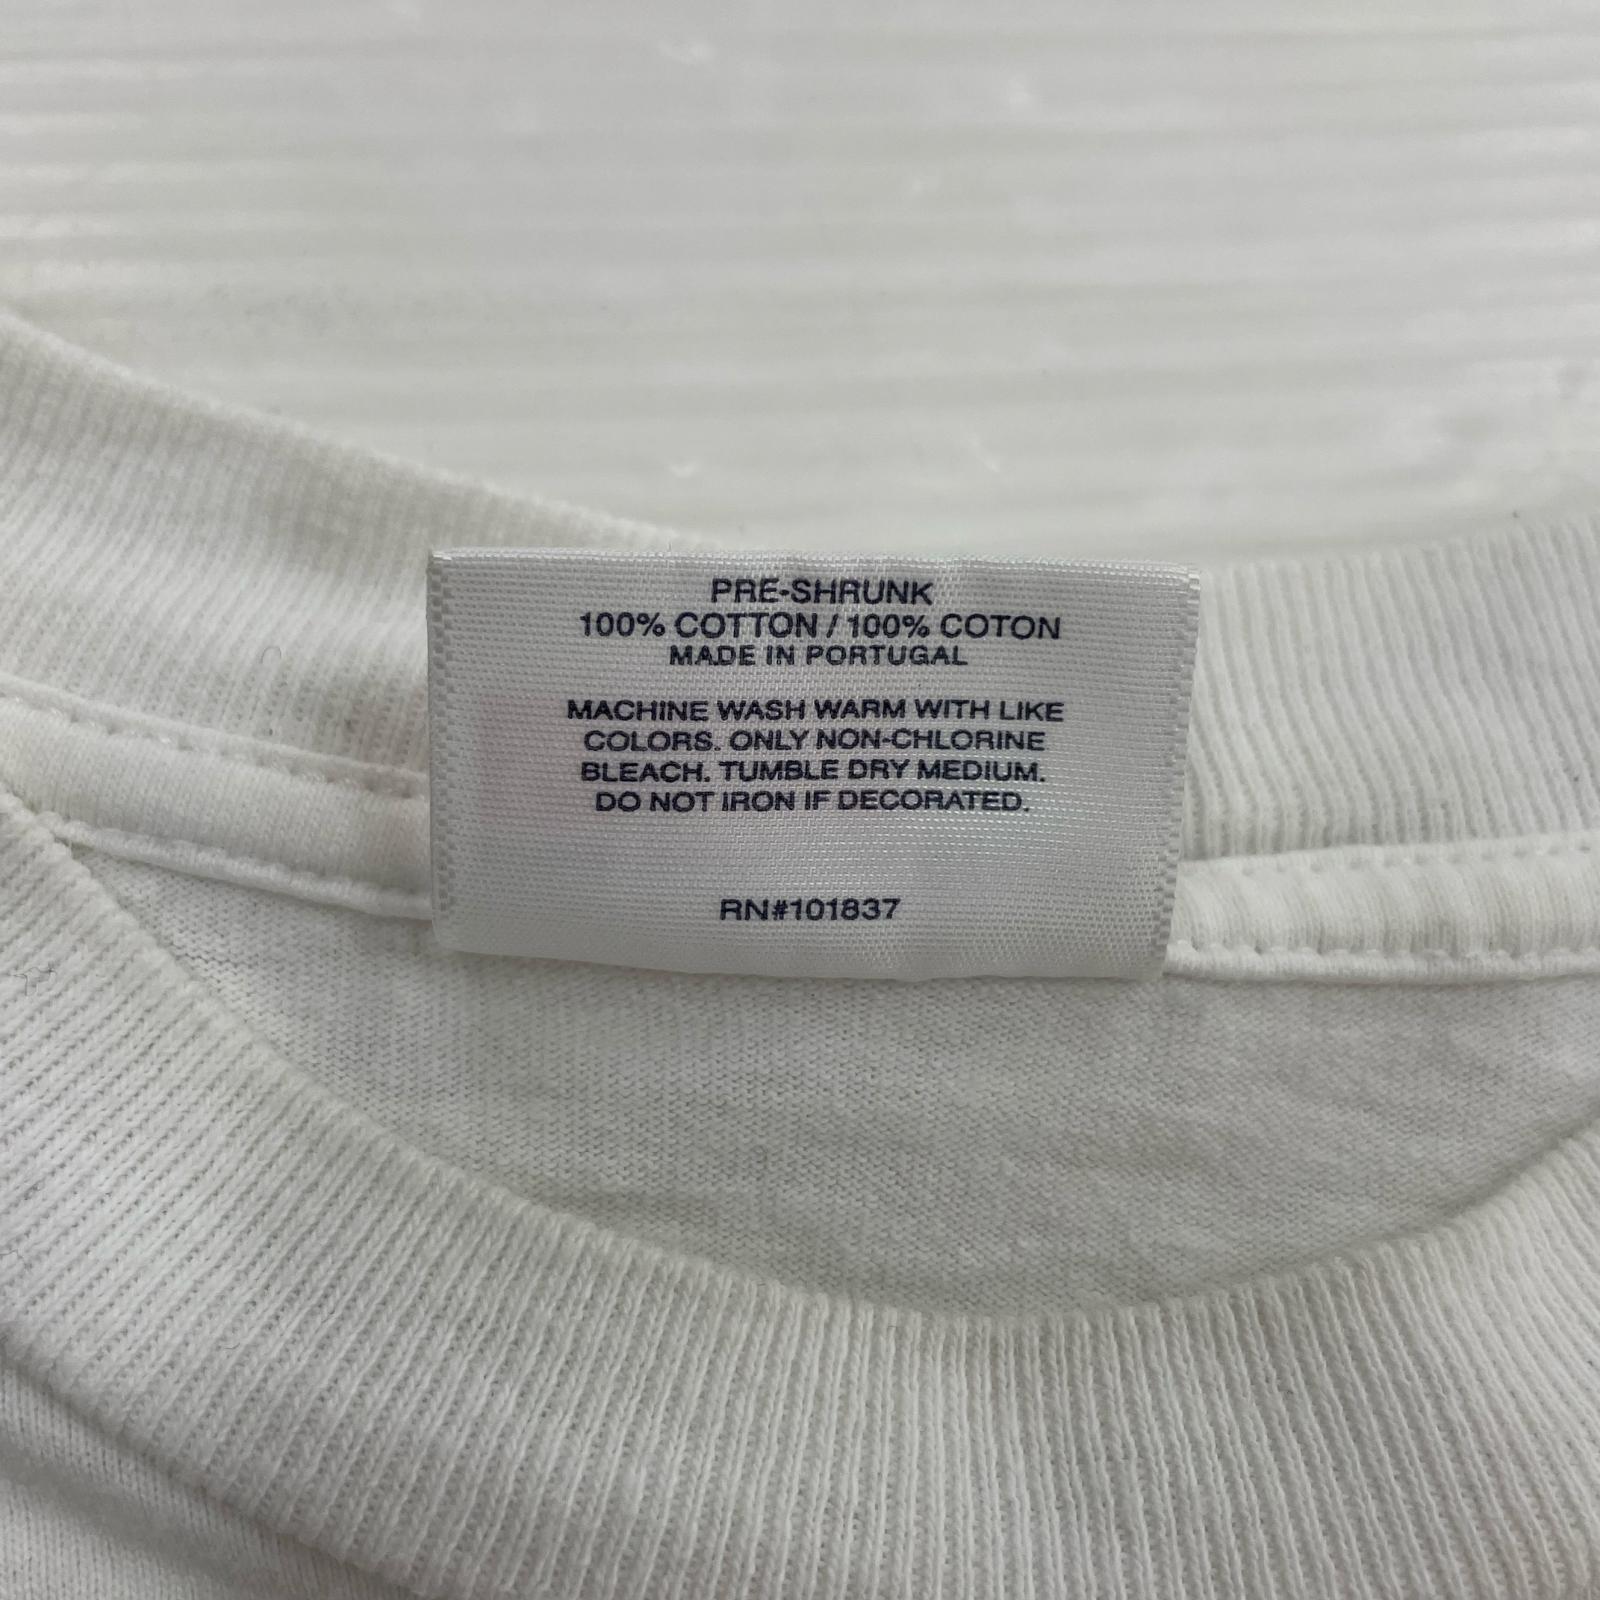 PRE-SHRUNK
100% COTTON / 100% COTON
MADE IN PORTUGAL
MACHINE WASH WARM WITH LIKE
COLORS. ONLY NON-CHLORINE
BLEACH. TUMBLE DRY MEDIUM.
DO NOT IRON IF DECORATED.
RN#101837